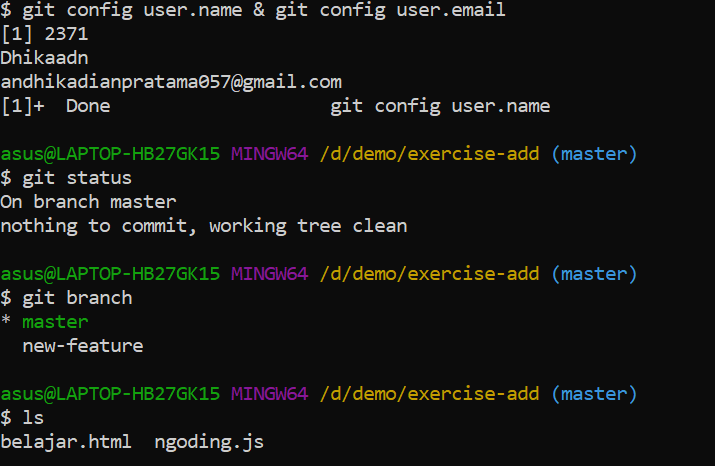 $ git config user.name & git config user.email
[1] 2371
Dhikaadn
andhikadianpratama057@gmail.com
[1]+  Done                    git config user.name
asus@LAPTOP-HB27GK15 MINGW64 /d/demo/exercise-add (master)
$ git status
On branch master
nothing to commit, working tree clean
asus@LAPTOP-HB27GK15 MINGW64 /d/demo/exercise-add (master)
$ git branch
* master
  new-feature
asus@LAPTOP-HB27GK15 MINGW64 /d/demo/exercise-add (master)
$ ls
belajar.html  ngoding.js